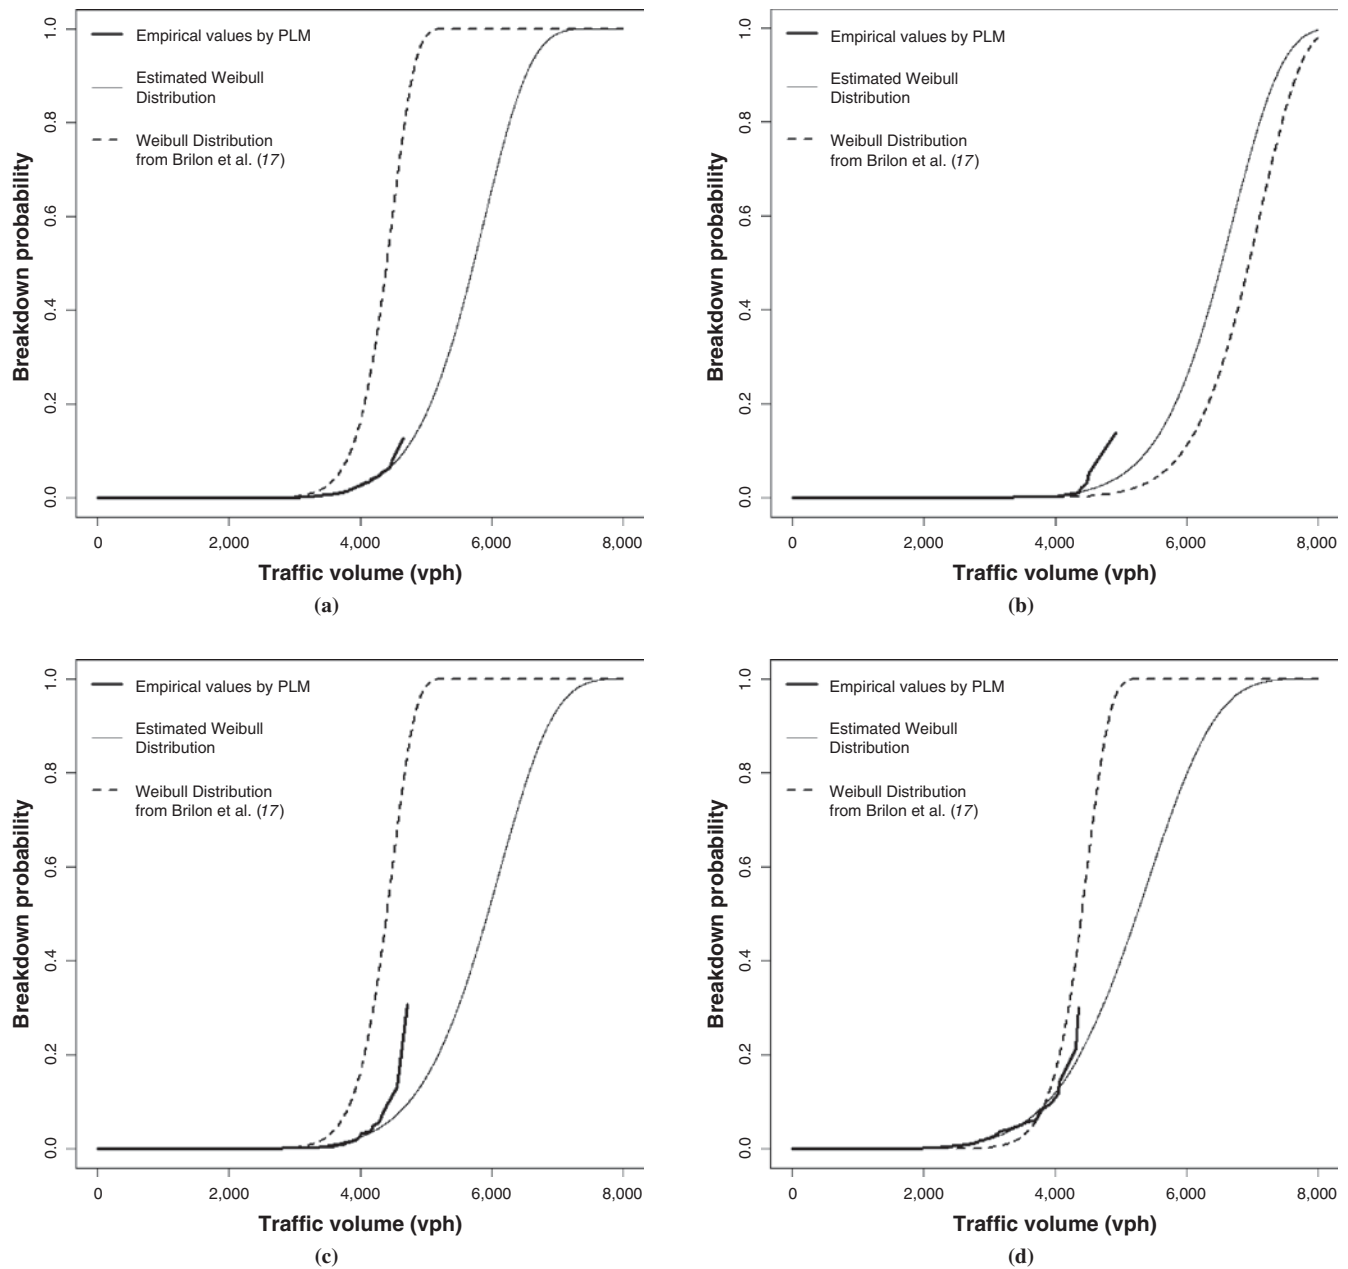 Breakdown probability
1.0
0.8
0.6
0.4
0.2
0.0
Empirical values by PLM
Estimated Weibull
Distribution
Weibull Distribution
from Brilon et al. (17)
0 2,000 4,000 6,000 8,000
Traffic volume (vph)
(a)
Breakdown probability
1.0
0.8
0.6
0.4
0.2
0.0
Empirical values by PLM
Estimated Weibull
Distribution
Weibull Distribution
from Brilon et al. (17)
0 2,000 4,000 6,000 8,000
Traffic volume (vph)
(b)
Breakdown probability
1.0
0.8
0.6
0.4
0.2
0.0
Empirical values by PLM
Estimated Weibull
Distribution
Weibull Distribution
from Brilon et al. (17)
0 2,000 4,000 6,000 8,000
Traffic volume (vph)
(c)
Breakdown probability
1.0
0.8
0.6
0.4
0.2
0.0
Empirical values by PLM
Estimated Weibull
Distribution
Weibull Distribution
from Brilon et al. (17)
0 2,000 4,000 6,000 8,000
Traffic volume (vph)
(d)